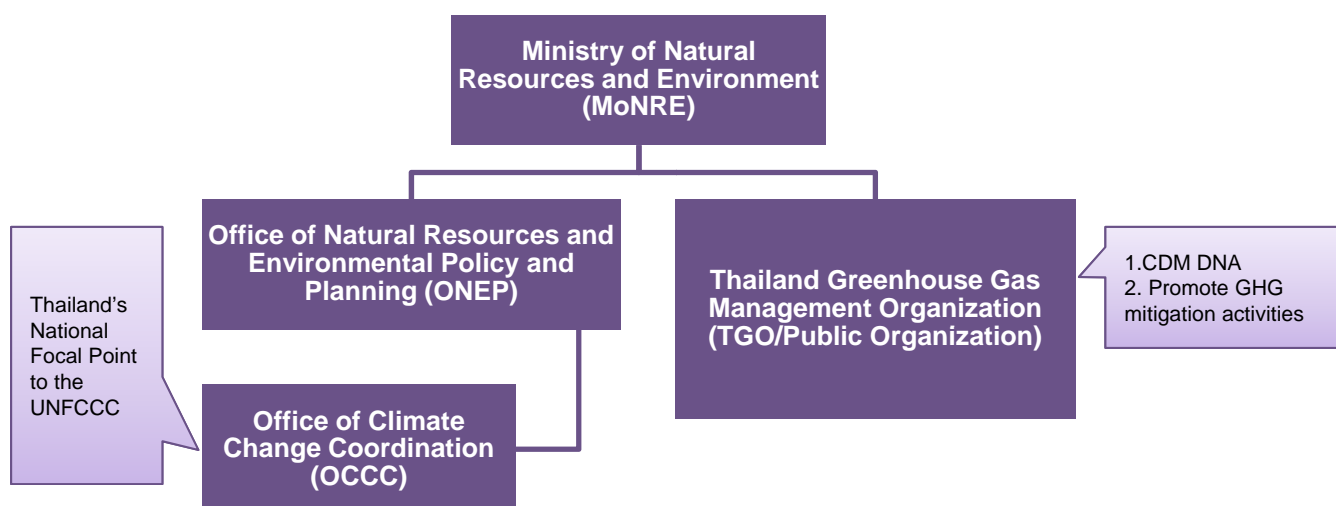 Ministry of Natural
Resources and Environment
(MoNRE)
Office of Natural Resources and
Environmental Policy and
Planning (ONEP)
Thailand Greenhouse Gas
Management Organization
(TGO/Public Organization)
1.CDM DNA
2. Promote GHG
mitigation activities
Thailand’s
National
Focal Point
to the
UNFCCC
Office of Climate
Change Coordination
(OCCC)